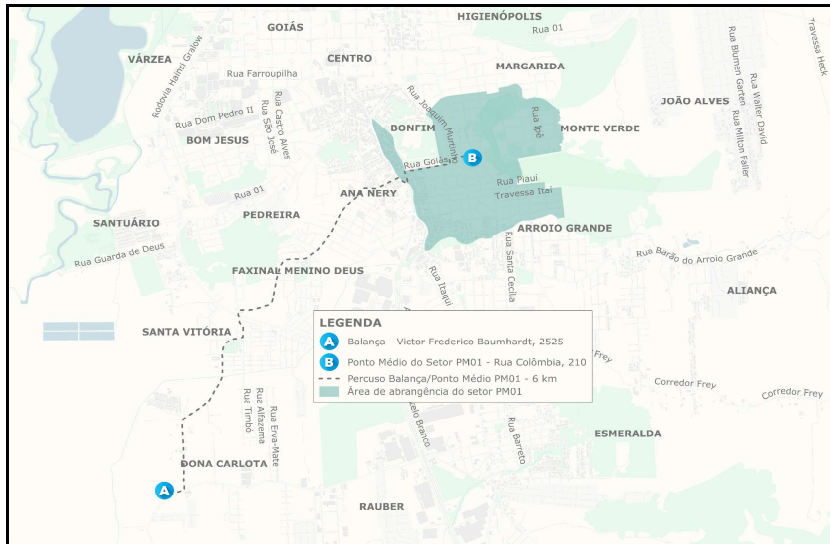 HIGIENÓPOLIS
GOIÁS
Rua 01
Travessa Heck
VÁRZEA
CENTRO
MARGARIDA
Rodovia Haintu Gralow
Rua Farroupilha
Rua Joaquim Murtinho
JOÃO ALVES
Rua Blumen Garten
Rua Walter David
Rua Dom Pedro II
Rua Castro Alves
Rua São José
BONFIM
Rua Ipê
MONTE VERDE
Rua Milton Faller
BOM JESUS
B
Rua Goiás
Rua Piauí
Rua 01
ANA NERY
Travessa Itaí
SANTUÁRIO
PEDREIRA
ARROIO GRANDE
Rua Guarda de Deus
Rua Santa Cecília
Rua Barão do Arroio Grande
FAXINAL MENINO DEUS
Rua Itaqui
ALIANÇA
SANTA VITÓRIA
LEGENDA
A Balança Victor Frederico Baumhardt, 2525
B Ponto Médio do Setor PM01 - Rua Colômbia, 210
Percuso Balança/Ponto Médio PM01 - 6 km
Área de abrangência do setor PM01
Frey
Corredor Frey
Corredor Frey
Rua Timbó
Rua Alfazema
Rua Erva-Mate
Branco
Rua Barreto
ESMERALDA
DONA CARLOTA
A
RAUBER